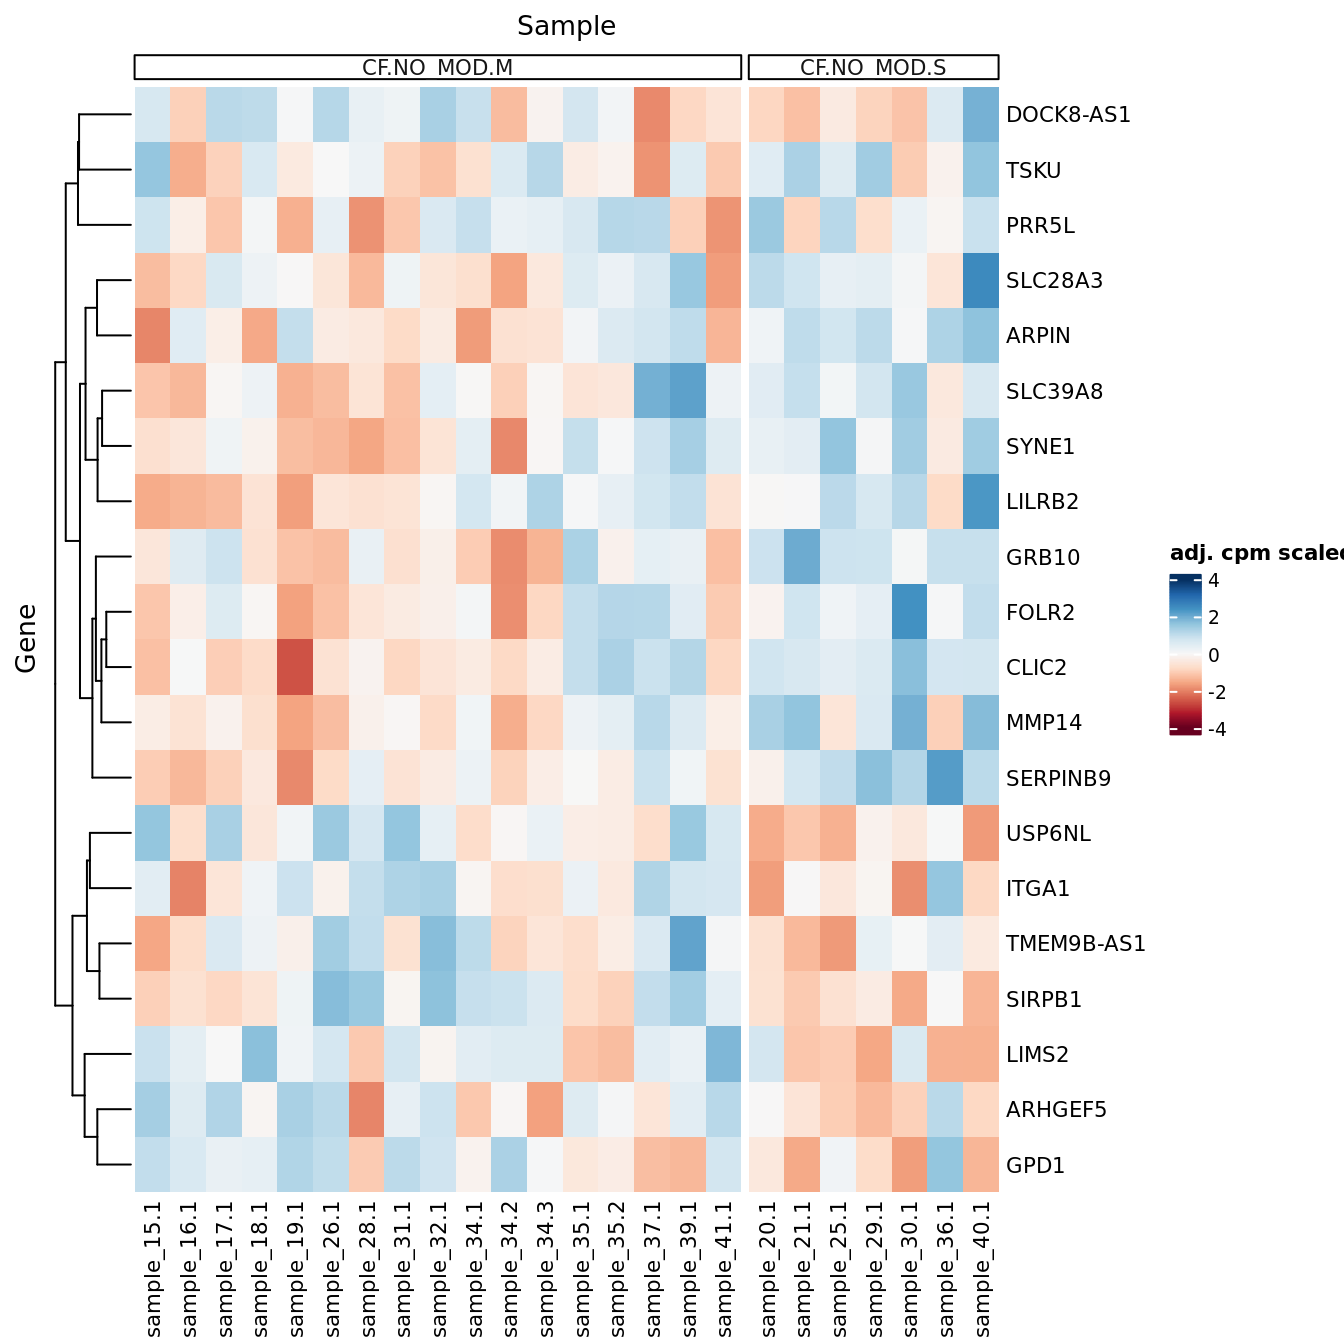 Sample
CF.NO_MOD.M
CF.NO_MOD.S
DOCK8-AS1
TSKU
PRR5L
SLC28A3
ARPIN
SLC39A8
SYNE1
LILRB2
GRB10
FOLR2
CLIC2
MMP14
SERPINB9
USP6NL
ITGA1
TMEM9B-AS1
SIRPB1
LIMS2
ARHGEF5
GPD1
Gene
adj. cpm scaled
4
2
0
-2
-4
sample_15.1
sample_16.1
sample_17.1
sample_18.1
sample_19.1
sample_26.1
sample_28.1
sample_31.1
sample_32.1
sample_34.1
sample_34.2
sample_34.3
sample_35.1
sample_35.2
sample_37.1
sample_39.1
sample_41.1
sample_20.1
sample_21.1
sample_25.1
sample_29.1
sample_30.1
sample_36.1
sample_40.1